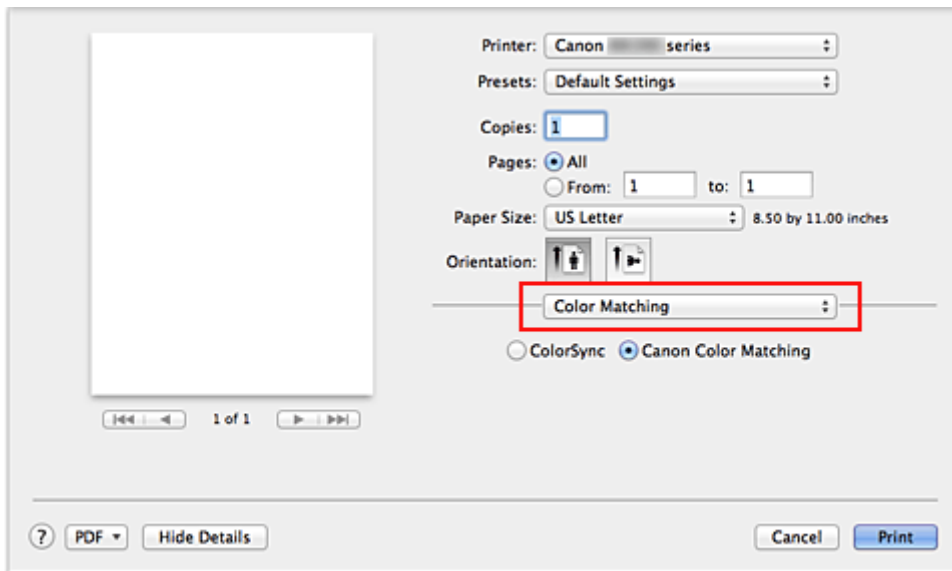 Printer: Canon series
Presets: Default Settings
Copies: 1
Pages: All
From: 1 to: 1
Paper Size: US Letter 8.50 by 11.00 inches
Orientation:
Color Matching
ColorSync Canon Color Matching
1 of 1
? PDF Hide Details Cancel Print